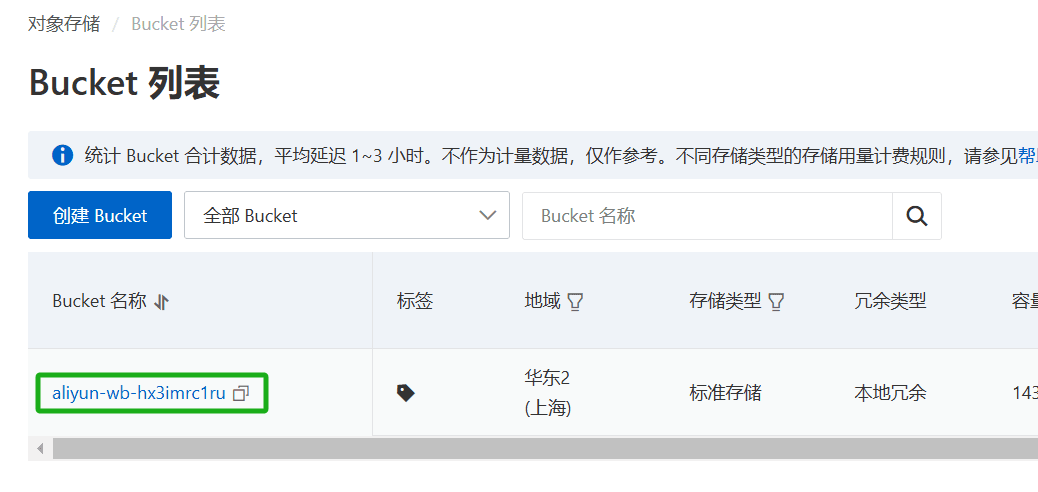 对象存储 / Bucket 列表
Bucket 列表
统计 Bucket 合计数据，平均延迟 1~3 小时。不作为计量数据，仅作参考。不同存储类型的存储用量计费规则，请参见帮
创建 Bucket 全部 Bucket Bucket 名称
Bucket 名称 标签 地域 存储类型 冗余类型 容
aliyun-wb-hx3imrc1ru 华东2 (上海) 标准存储 本地冗余 143